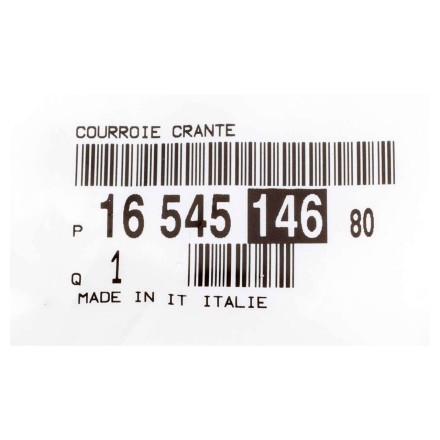 COURROIE CRANTE
P 16 545 146 80
Q 1
MADE IN IT ITALIE